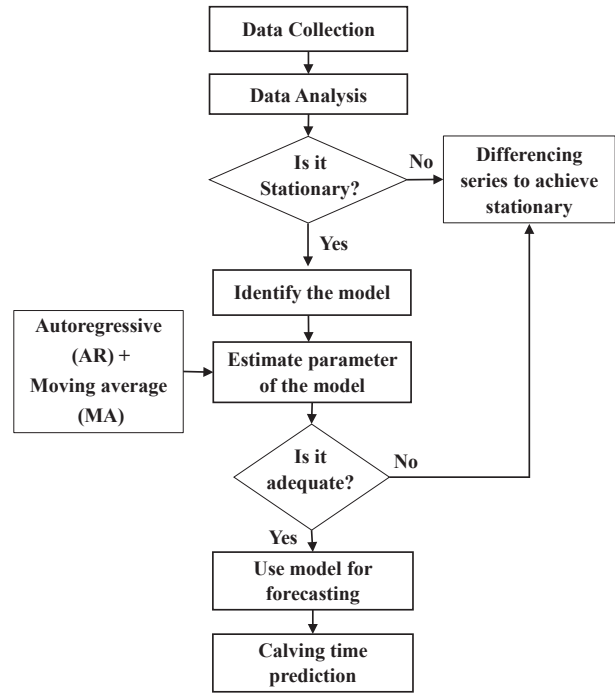 Data Collection
Data Analysis
Is it
Stationary?
No
Differencing
series to achieve
stationary
Yes
Identify the model
Autoregressive
(AR) +
Moving average
(MA)
Estimate parameter
of the model
Is it
adequate?
No
Yes
Use model for
forecasting
Calving time
prediction